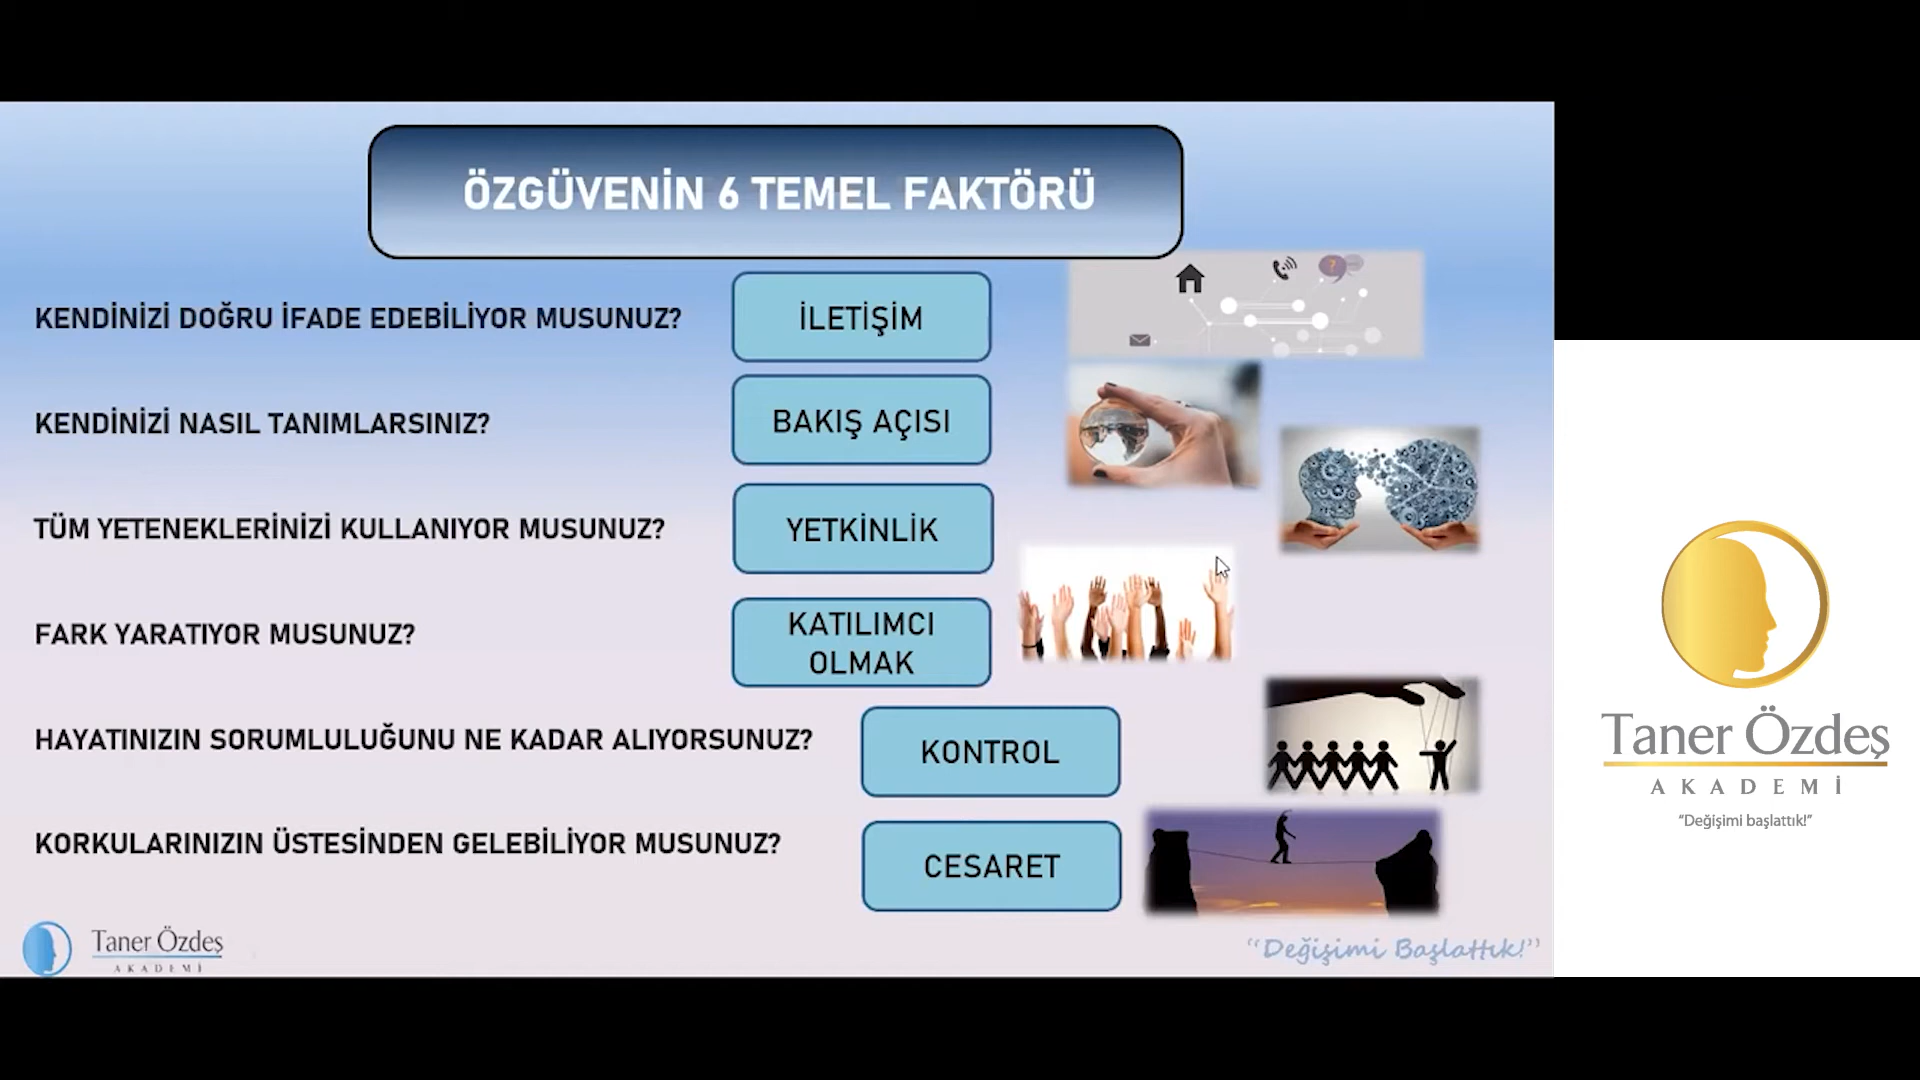 ÖZGÜVENİN 6 TEMEL FAKTÖRÜ
KENDİNİZİ DOĞRU İFADE EDEBİLİYOR MUSUNUZ?
İLETİŞİM
?
KENDİNİZİ NASIL TANIMLARSINIZ?
BAKIŞ AÇISI
TÜM YETENEKLERİNİZİ KULLANIYOR MUSUNUZ?
YETKİNLİK
FARK YARATIYOR MUSUNUZ?
KATILIMCI
OLMAK
HAYATINIZIN SORUMLULUĞUNU NE KADAR ALIYORSUNUZ?
KONTROL
KORKULARINIZIN ÜSTESİNDEN GELEBİLİYOR MUSUNUZ?
CESARET
Taner Özdeş
AKADEMİ
“Değişimi Başlattık!”
Taner Özdeş
AKADEMİ
“Değişimi başlattık!”